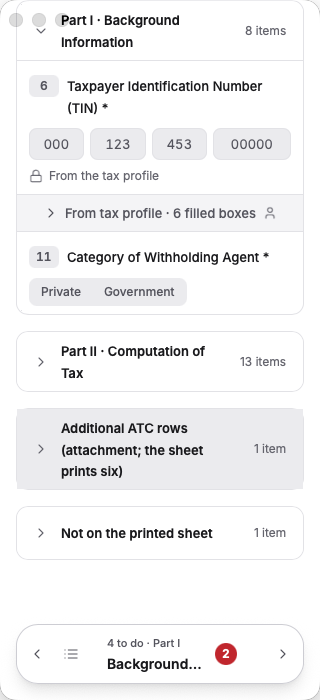 Part I · Background
Information
8 items
6
Taxpayer Identification Number
(TIN) *
000
123
453
00000
From the tax profile
From tax profile · 6 filled boxes
11
Category of Withholding Agent *
Private
Government
Part II · Computation of
Tax
13 items
Additional ATC rows
(attachment; the sheet
prints six)
1 item
Not on the printed sheet
1 item
4 to do · Part I
Background...
2